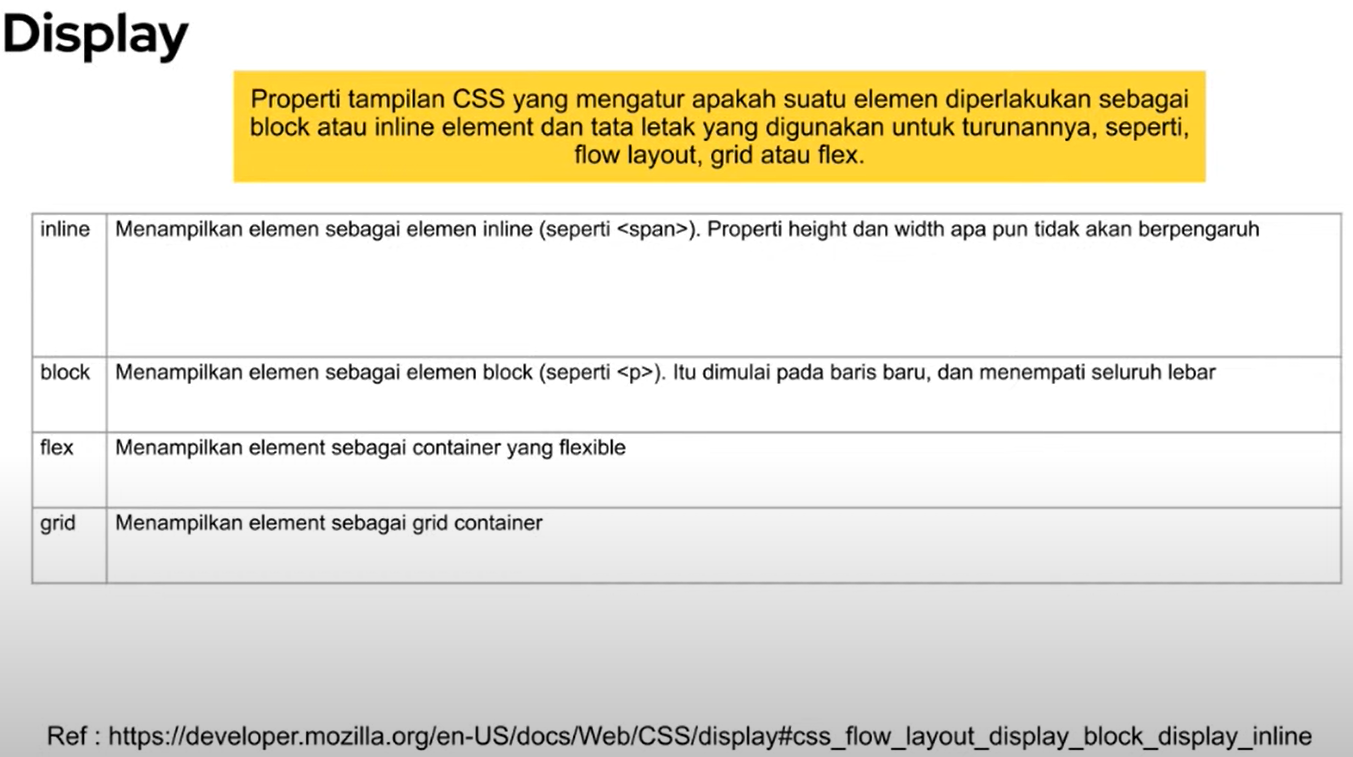 Display
Properti tampilan CSS yang mengatur apakah suatu elemen diperlakukan sebagai
block atau inline element dan tata letak yang digunakan untuk turunannya, seperti,
flow layout, grid atau flex.
inline Menampilkan elemen sebagai elemen inline (seperti <span>). Properti height dan width apa pun tidak akan berpengaruh
block Menampilkan elemen sebagai elemen block (seperti <p>). Itu dimulai pada baris baru, dan menempati seluruh lebar
flex Menampilkan element sebagai container yang flexible
grid Menampilkan element sebagai grid container
Ref : https://developer.mozilla.org/en-US/docs/Web/CSS/display#css_flow_layout_display_block_display_inline